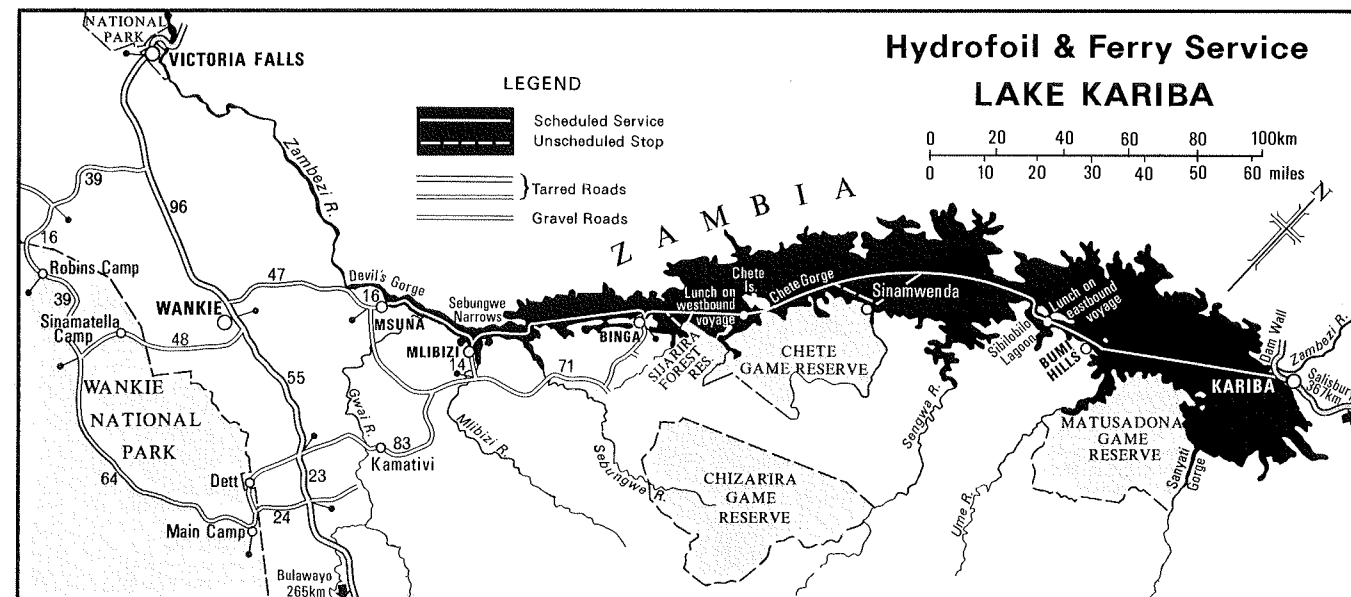 Hydrofoil & Ferry Service
LAKE KARIBA
0 20 40 60 80 100km
0 10 20 30 40 50 60 miles
N
LEGEND
Scheduled Service
Unscheduled Stop
Tarred Roads
Gravel Roads
NATIONAL
PARK
VICTORIA FALLS
Zambezi R.
ZAMBIA
39
96
16
Robins Camp
39
Sinamatella
Camp
48
WANKIE
47
16
MSUNA
Devil's Gorge
Sebungwe
Narrows
MLIBIZI
14
71
BINGA
Lunch on
westbound
voyage
Chete
Is.
Chete Gorge
SIJARIRA
FOREST
RES.
CHETE
GAME RESERVE
Sinamwenda
Lunch on
eastbound
voyage
Sibilobilo
Lagoon
BUMI
HILLS
KARIBA
Dam Wall
Zambezi R.
Salisbury
367km
MATUSADONA
GAME
RESERVE
Sanyati
Gorge
Ume R.
Sengwa R.
CHIZARIRA
GAME
RESERVE
Sebungwe R.
Mlibizi R.
Gwai R.
83
Kamativi
55
WANKIE
NATIONAL
PARK
64
Dett
23
24
Main Camp
Bulawayo
265km